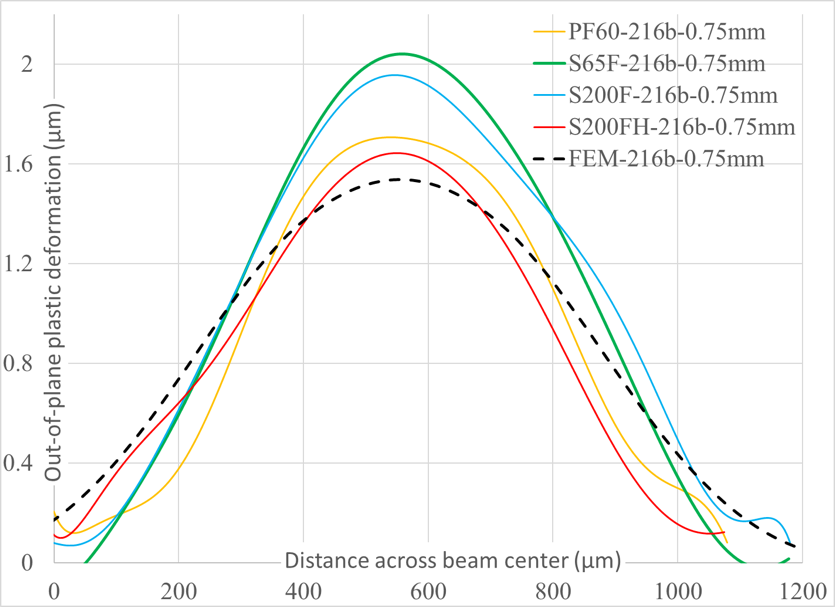 PF60-216b-0.75mm
S65F-216b-0.75mm
S200F-216b-0.75mm
S200FH-216b-0.75mm
FEM-216b-0.75mm
Out-of-plane plastic deformation (μm)
2
1.6
1.2
0.8
0.4
0
Distance across beam center (μm)
0 200 400 600 800 1000 1200